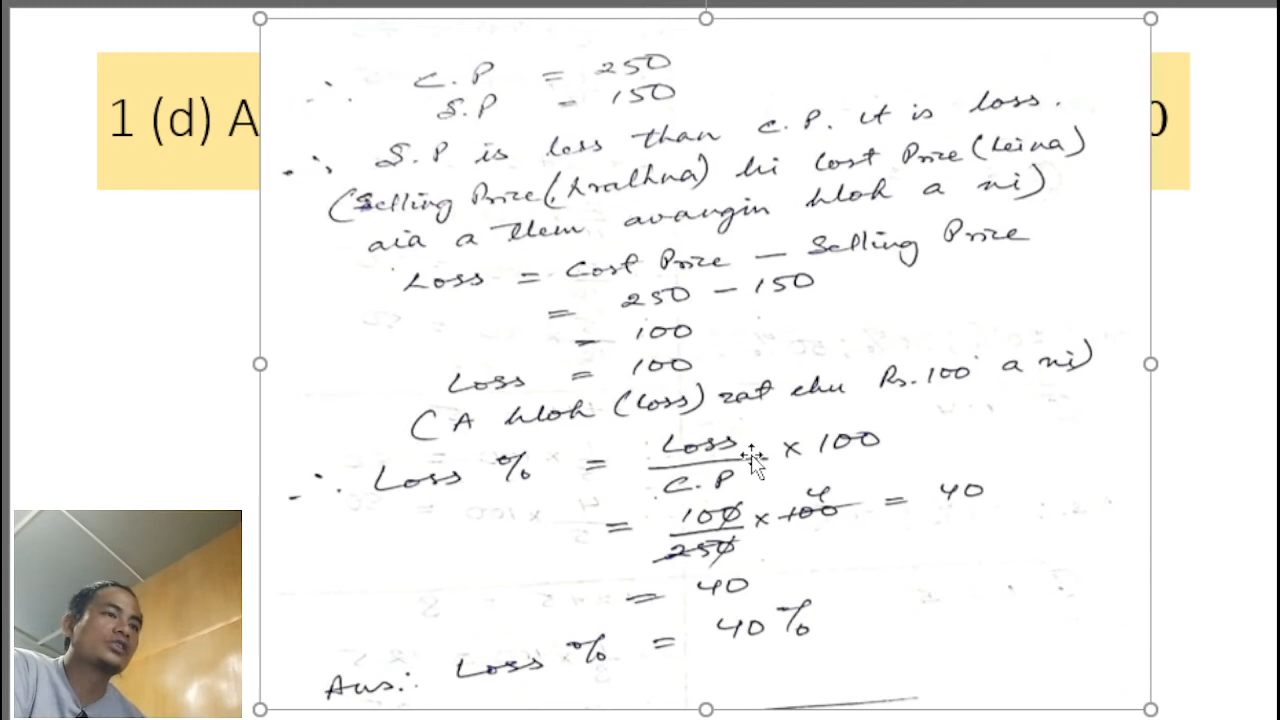 1 (d) A
0
∴ C.P = 250
S.P = 150
∴ S.P is less than C.P. it is loss.
(Selling Price (hralhna) hi Cost Price (Leina)
aia a tlem avangin hloh a ni)
Loss = Cost Price - Selling Price
= 250 - 150
= 100
Loss = 100
(A hloh (loss) zat chu Rs. 100 a ni)
∴ Loss % = Loss/C.P × 100
= 100/250 × 100 4 = 40
= 40
Ans: Loss % = 40 %